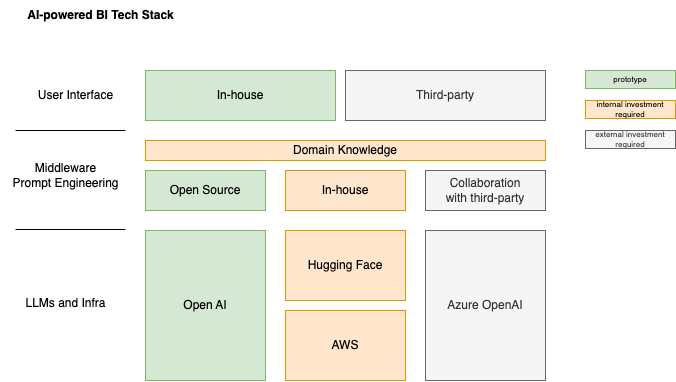 AI-powered BI Tech Stack
User Interface
In-house
Third-party
prototype
internal investment
required
external investment
required
Domain Knowledge
Middleware
Prompt Engineering
Open Source
In-house
Collaboration
with third-party
LLMs and Infra
Open AI
Hugging Face
AWS
Azure OpenAI